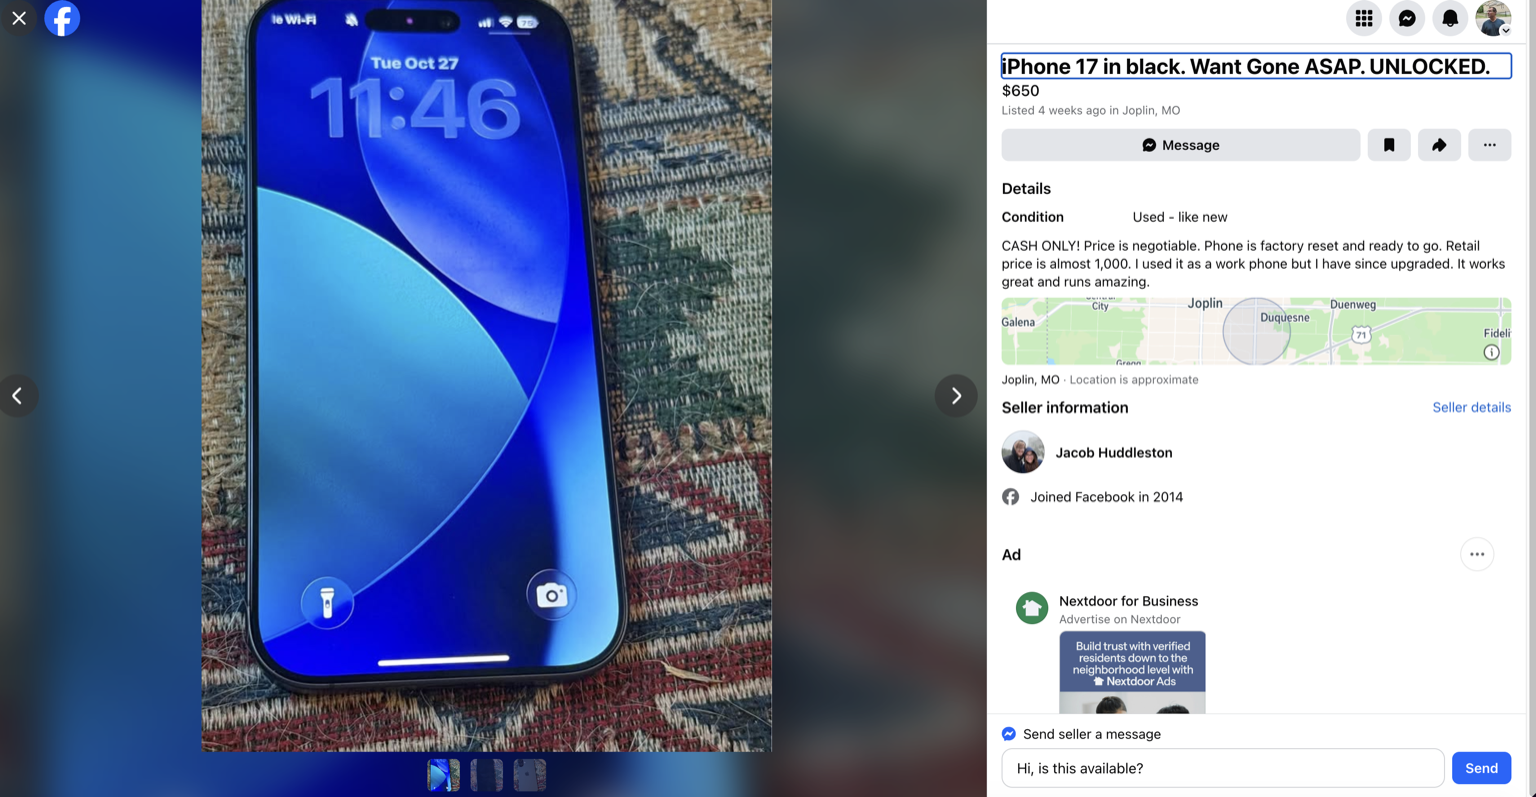 le Wi-Fi
75
Tue Oct 27
11:46
iPhone 17 in black. Want Gone ASAP. UNLOCKED.
$650
Listed 4 weeks ago in Joplin, MO
Message
Details
Condition Used - like new
CASH ONLY! Price is negotiable. Phone is factory reset and ready to go. Retail
price is almost 1,000. I used it as a work phone but I have since upgraded. It works
great and runs amazing.
City
Joplin
Duenweg
Galena
Duquesne
71
Fideli
Joplin, MO · Location is approximate
Seller information Seller details
Jacob Huddleston
Joined Facebook in 2014
Ad
Nextdoor for Business
Advertise on Nextdoor
Build trust with verified
residents down to the
neighborhood level with
Nextdoor Ads
Send seller a message
Hi, is this available? Send